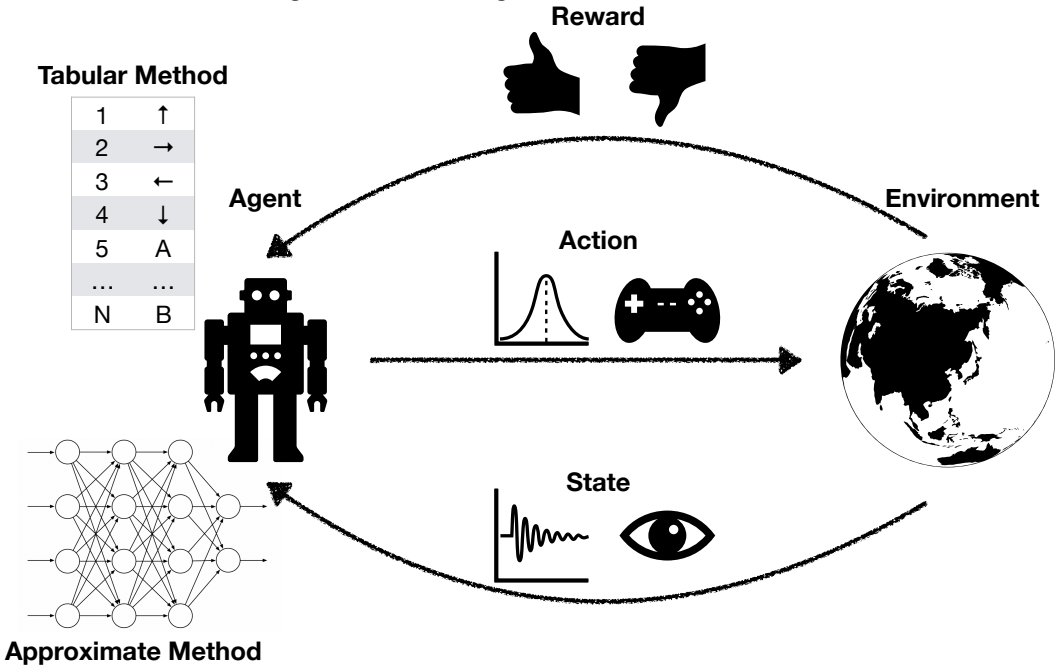 Reward
Tabular Method
1 ↑
2 →
3 ←
4 ↓
5 A
... ...
N B
Agent
Environment
Action
State
Approximate Method